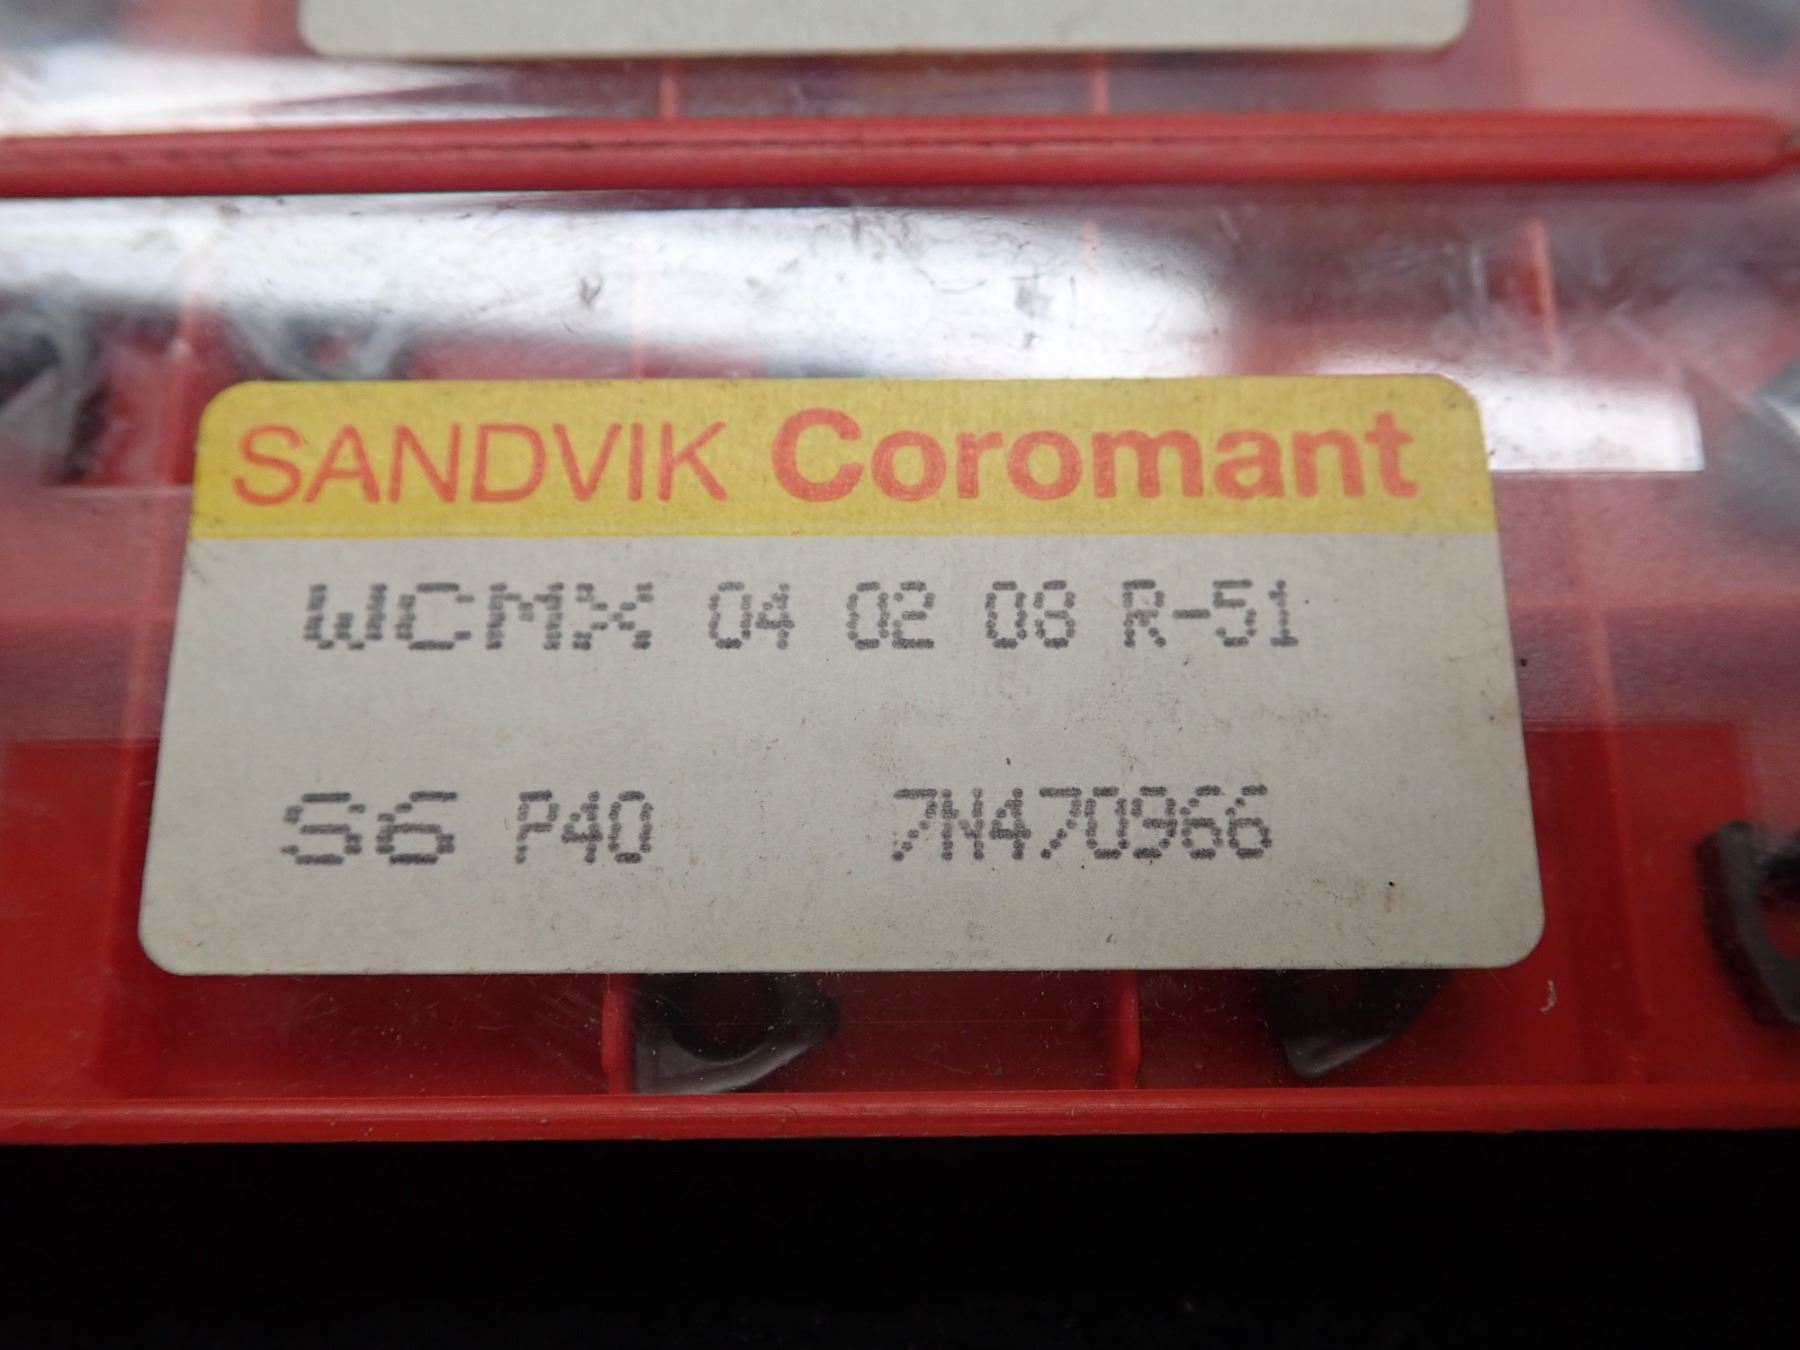 SANDVIK Coromant
WCMX 04 02 08 R-51
S6 P40 7N470966